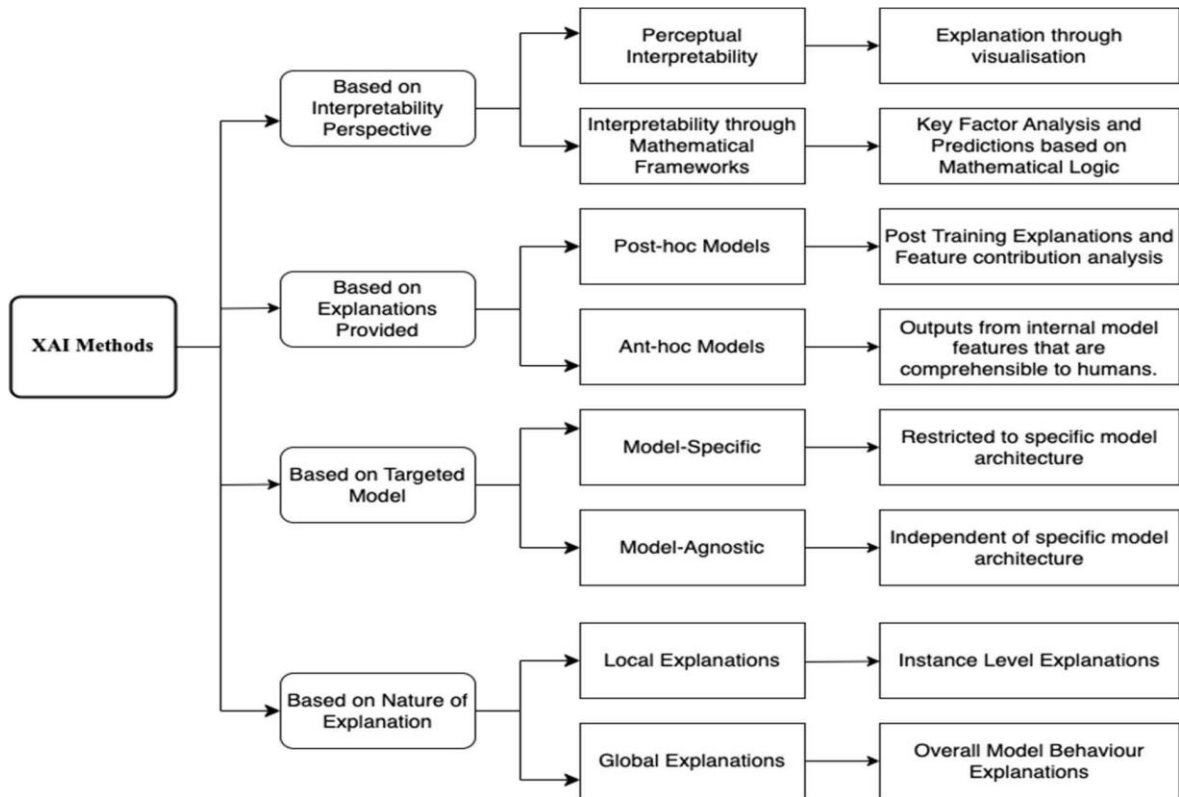 XAI Methods
Based on
Interpretability
Perspective
Perceptual
Interpretability
Explanation through
visualisation
Interpretability through
Mathematical
Frameworks
Key Factor Analysis and
Predictions based on
Mathematical Logic
Based on
Explanations
Provided
Post-hoc Models
Post Training Explanations and
Feature contribution analysis
Ant-hoc Models
Outputs from internal model
features that are
comprehensible to humans.
Based on Targeted
Model
Model-Specific
Restricted to specific model
architecture
Model-Agnostic
Independent of specific model
architecture
Based on Nature of
Explanation
Local Explanations
Instance Level Explanations
Global Explanations
Overall Model Behaviour
Explanations